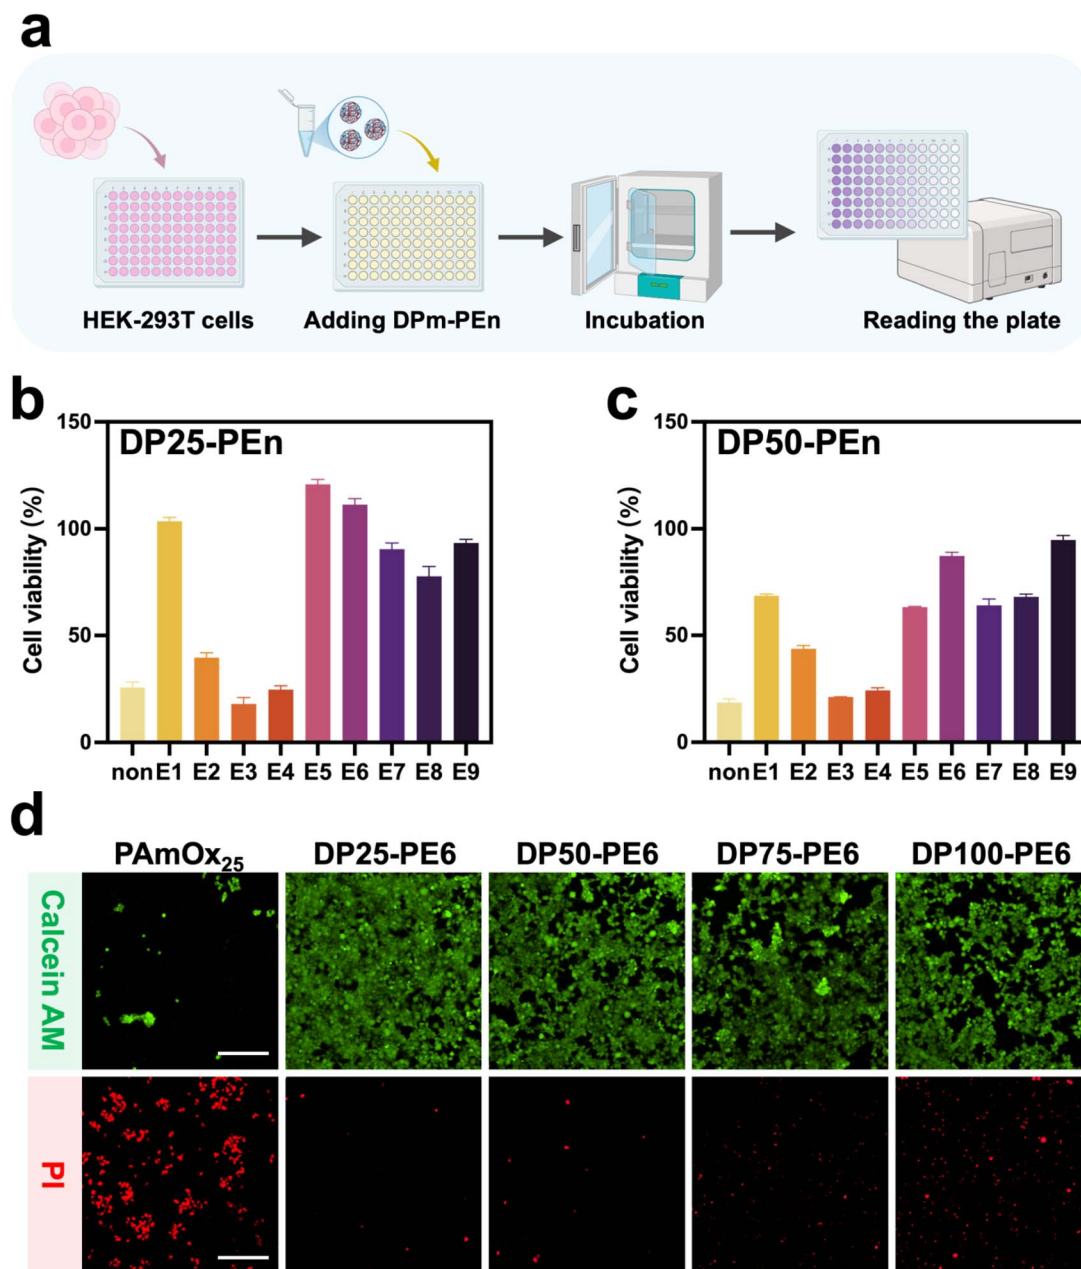 a
HEK-293T cells
Adding DPm-PEn
Incubation
Reading the plate
b
DP25-PEn
Cell viability (%)
150
100
50
0
non E1 E2 E3 E4 E5 E6 E7 E8 E9
c
DP50-PEn
Cell viability (%)
150
100
50
0
non E1 E2 E3 E4 E5 E6 E7 E8 E9
d
PAmOx₂₅ DP25-PE6 DP50-PE6 DP75-PE6 DP100-PE6
Calcein AM
PI